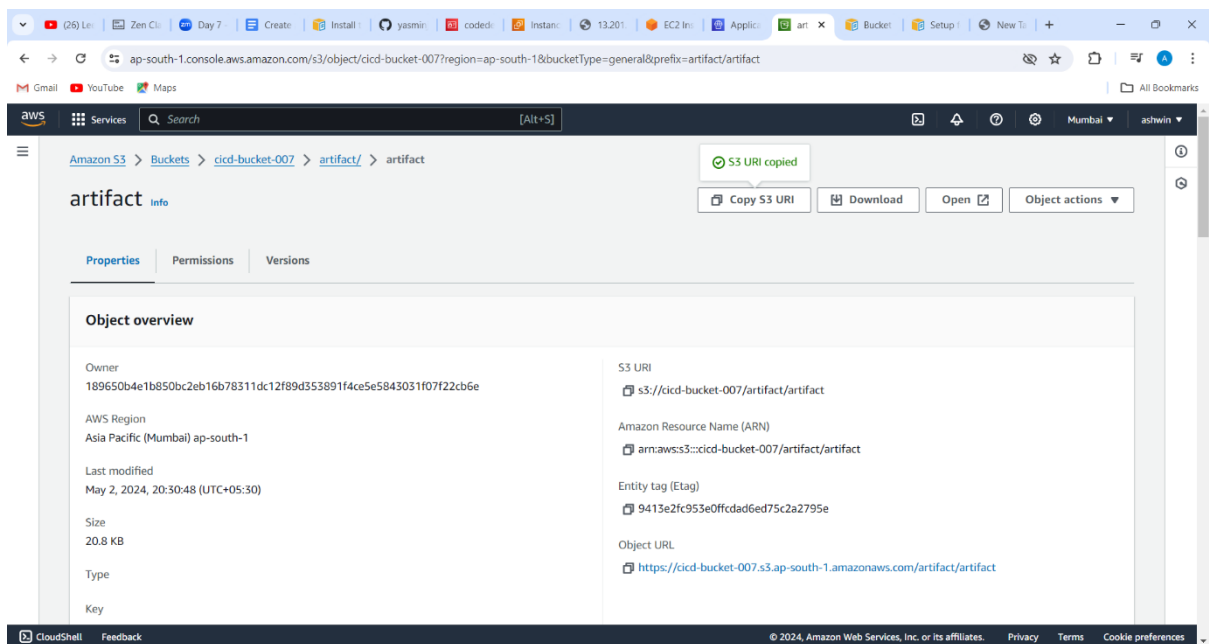 (26) Lec
Zen Cla
Day 7 -
Create
Install
yasmin
codede
Instanc
13.201.
EC2 Ins
Applica
art
Bucket
Setup f
New Ta
ap-south-1.console.aws.amazon.com/s3/object/cicd-bucket-007?region=ap-south-1&bucketType=general&prefix=artifact/artifact
A
Gmail
YouTube
Maps
All Bookmarks
aws
Services
Search
[Alt+S]
Mumbai
ashwin
Amazon S3 > Buckets > cicd-bucket-007 > artifact/ > artifact
S3 URI copied
artifact Info
Copy S3 URI
Download
Open
Object actions
Properties
Permissions
Versions
Object overview
Owner
189650b4e1b850bc2eb16b78311dc12f89d353891f4ce5e5843031f07f22cb6e
AWS Region
Asia Pacific (Mumbai) ap-south-1
Last modified
May 2, 2024, 20:30:48 (UTC+05:30)
Size
20.8 KB
Type
Key
S3 URI
s3://cicd-bucket-007/artifact/artifact
Amazon Resource Name (ARN)
arn:aws:s3:::cicd-bucket-007/artifact/artifact
Entity tag (Etag)
9413e2fc953e0ffcdad6ed75c2a2795e
Object URL
https://cicd-bucket-007.s3.ap-south-1.amazonaws.com/artifact/artifact
CloudShell
Feedback
© 2024, Amazon Web Services, Inc. or its affiliates.
Privacy
Terms
Cookie preferences